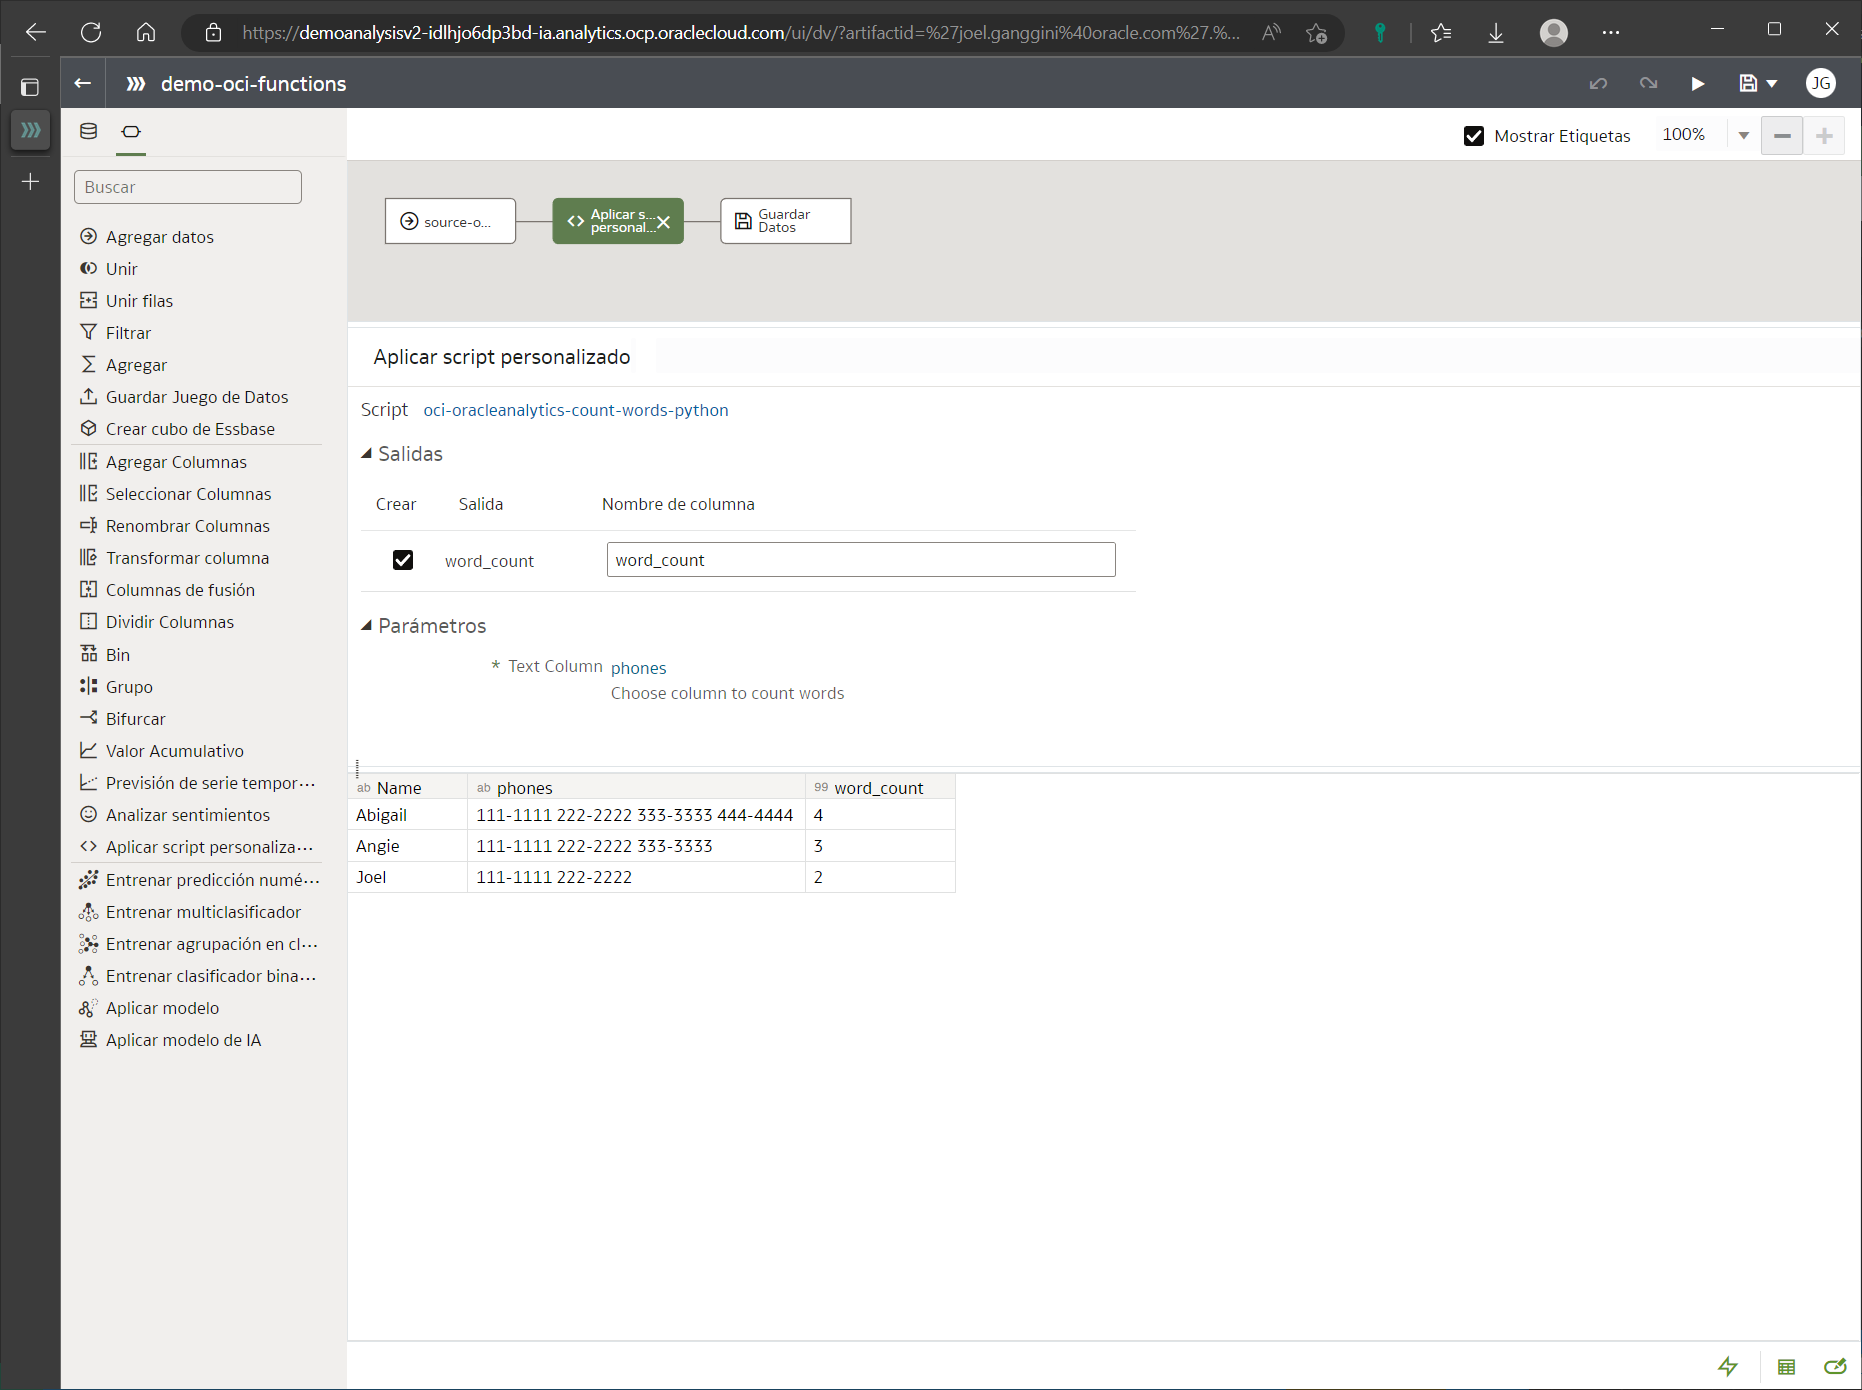 https://demoanalysisv2-idlhjo6dp3bd-ia.analytics.ocp.oraclecloud.com/ui/dv/?artifactid=%27joel.ganggini%40oracle.com%27.%...
demo-oci-functions
JG
Mostrar Etiquetas
100%
Buscar
Agregar datos
Unir
Unir filas
Filtrar
Agregar
Guardar Juego de Datos
Crear cubo de Essbase
Agregar Columnas
Seleccionar Columnas
Renombrar Columnas
Transformar columna
Columnas de fusión
Dividir Columnas
Bin
Grupo
Bifurcar
Valor Acumulativo
Previsión de serie tempor...
Analizar sentimientos
Aplicar script personaliza...
Entrenar predicción numé...
Entrenar multiclasificador
Entrenar agrupación en cl...
Entrenar clasificador bina...
Aplicar modelo
Aplicar modelo de IA
source-o...
Aplicar s...
personal...
Guardar
Datos
Aplicar script personalizado
Script oci-oracleanalytics-count-words-python
Salidas
Crear Salida Nombre de columna
word_count word_count
Parámetros
* Text Column phones
Choose column to count words
ab Name ab phones 99 word_count
Abigail 111-1111 222-2222 333-3333 444-4444 4
Angie 111-1111 222-2222 333-3333 3
Joel 111-1111 222-2222 2